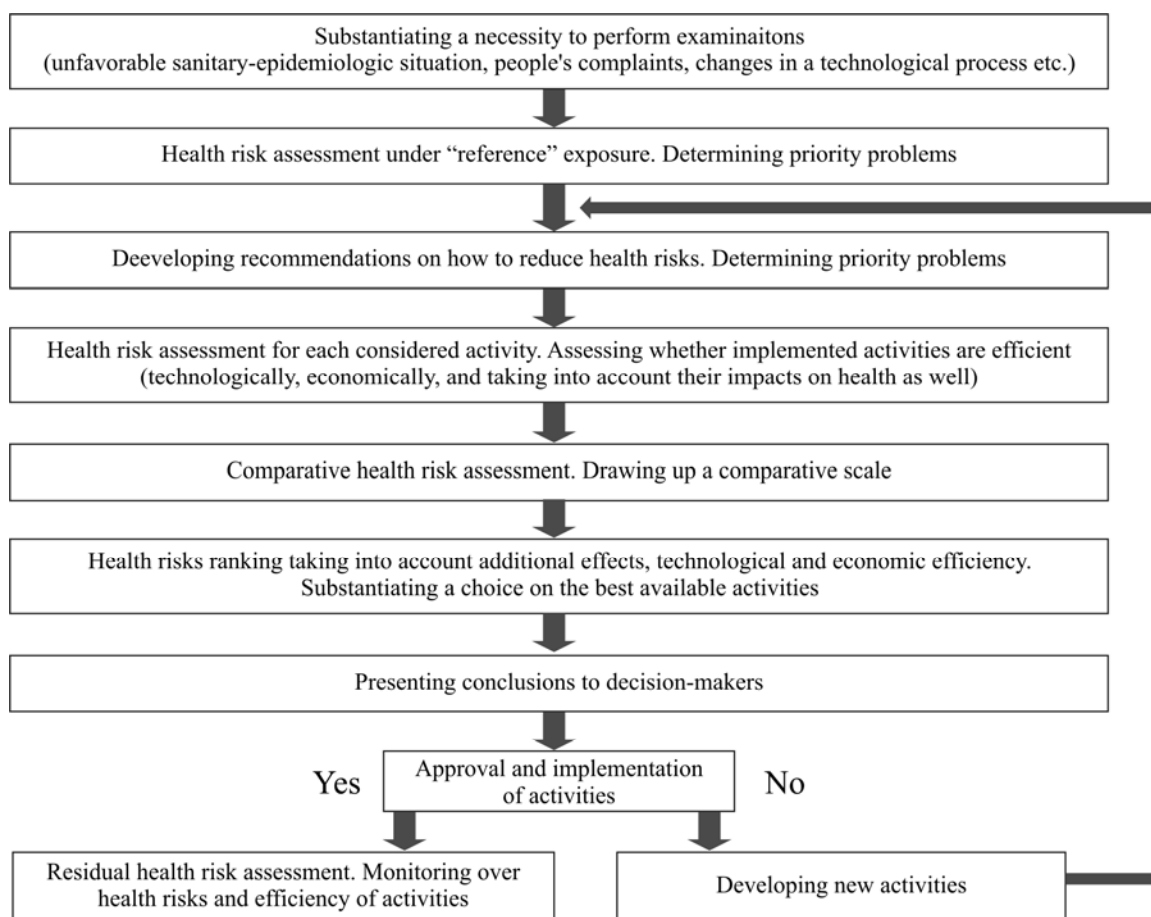 Substantiating a necessity to perform examinaitons
(unfavorable sanitary-epidemiologic situation, people's complaints, changes in a technological process etc.)
Health risk assessment under “reference” exposure. Determining priority problems
Deeveloping recommendations on how to reduce health risks. Determining priority problems
Health risk assessment for each considered activity. Assessing whether implemented activities are efficient
(technologically, economically, and taking into account their impacts on health as well)
Comparative health risk assessment. Drawing up a comparative scale
Health risks ranking taking into account additional effects, technological and economic efficiency.
Substantiating a choice on the best available activities
Presenting conclusions to decision-makers
Yes
Approval and implementation
of activities
No
Residual health risk assessment. Monitoring over
health risks and efficiency of activities
Developing new activities